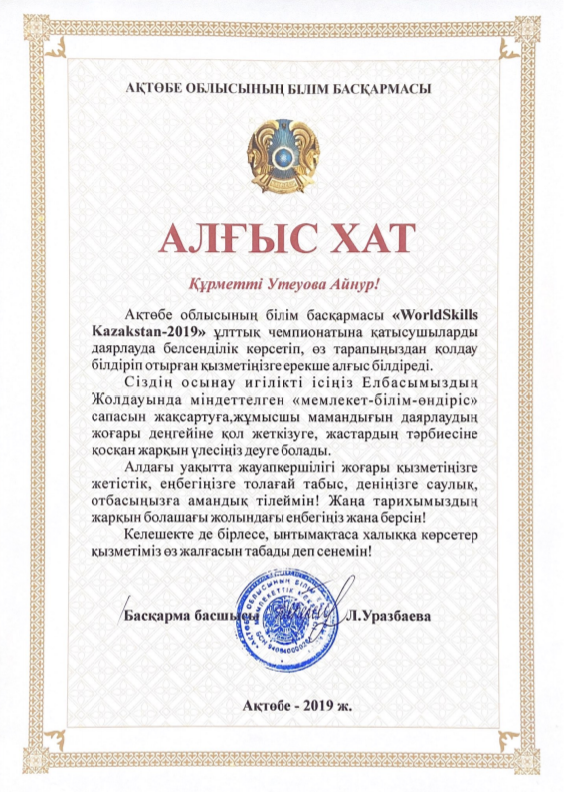 АҚТӨБЕ ОБЛЫСЫНЫҢ БІЛІМ БАСҚАРМАСЫ
АЛҒЫС ХАТ
Құрметті Утеуова Айнур!
Ақтөбе облысының білім басқармасы «WorldSkills
Kazakstan-2019» ұлттық чемпионатына қатысушыларды
даярлауда белсенділік көрсетіп, өз тарапыңыздан қолдау
білдіріп отырған қызметіңізге ерекше алғыс білдіреді.
Сіздің осынау игілікті ісіңіз Елбасымыздың
Жолдауында міндеттелген «мемлекет-білім-өндіріс»
сапасын жақсартуға,жұмысшы мамандығын даярлаудың
жоғары деңгейіне қол жеткізуге, жастардың тәрбиесіне
қосқан жарқын үлесіңіз деуге болады.
Алдағы уақытта жауапкершілігі жоғары қызметіңізге
жетістік, еңбегіңізге толағай табыс, деніңізге саулық,
отбасыңызға амандық тілеймін! Жаңа тарихымыздың
жарқын болашағы жолындағы еңбегіңіз жана берсін!
Келешекте де бірлесе, ынтымақтаса халыққа көрсетер
қызметіміз өз жалғасын табады деп сенемін!
Басқарма басшысы Л.Уразбаева
Ақтөбе - 2019 ж.